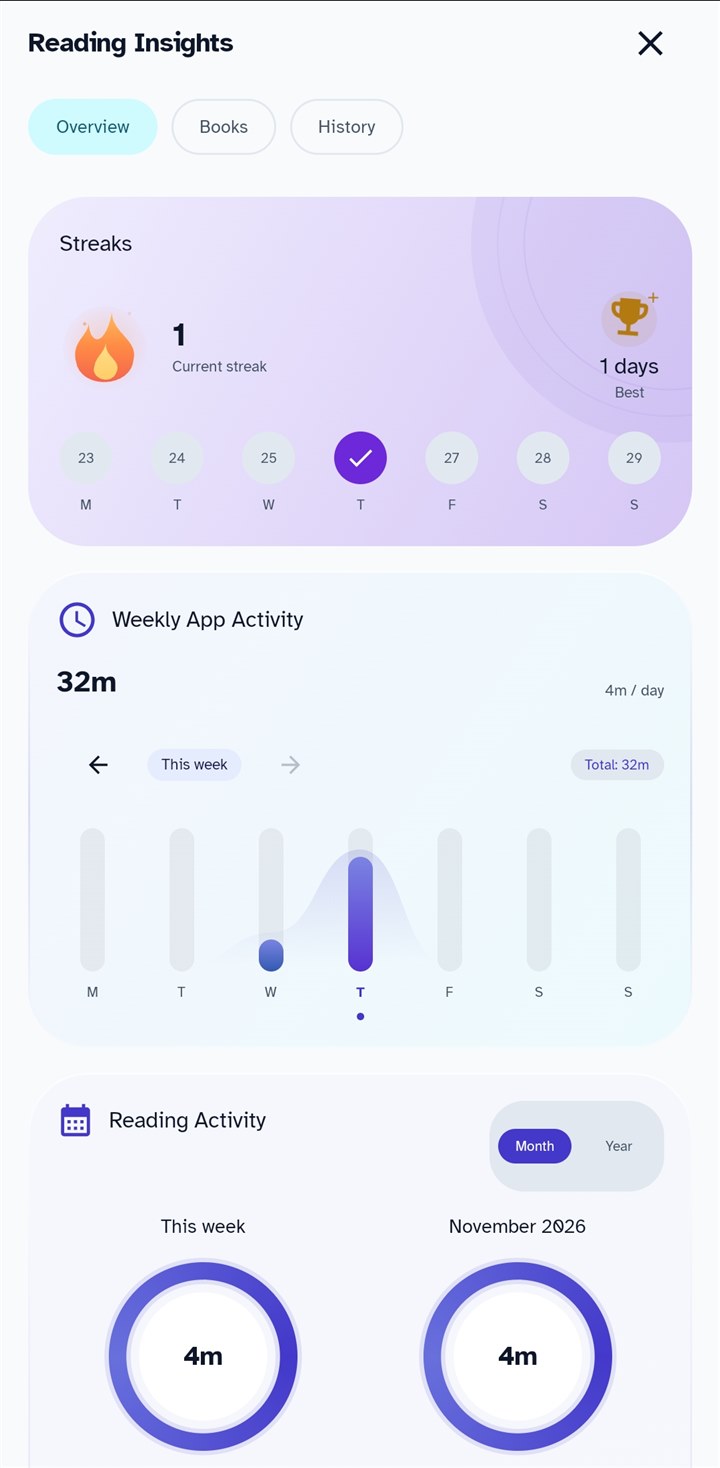 Reading Insights
Overview Books History
Streaks
1
Current streak
1 days
Best
23 24 25 27 28 29
M T W T F S S
Weekly App Activity
32m
4m / day
This week
Total: 32m
M T W T F S S
Reading Activity
Month Year
This week November 2026
4m 4m